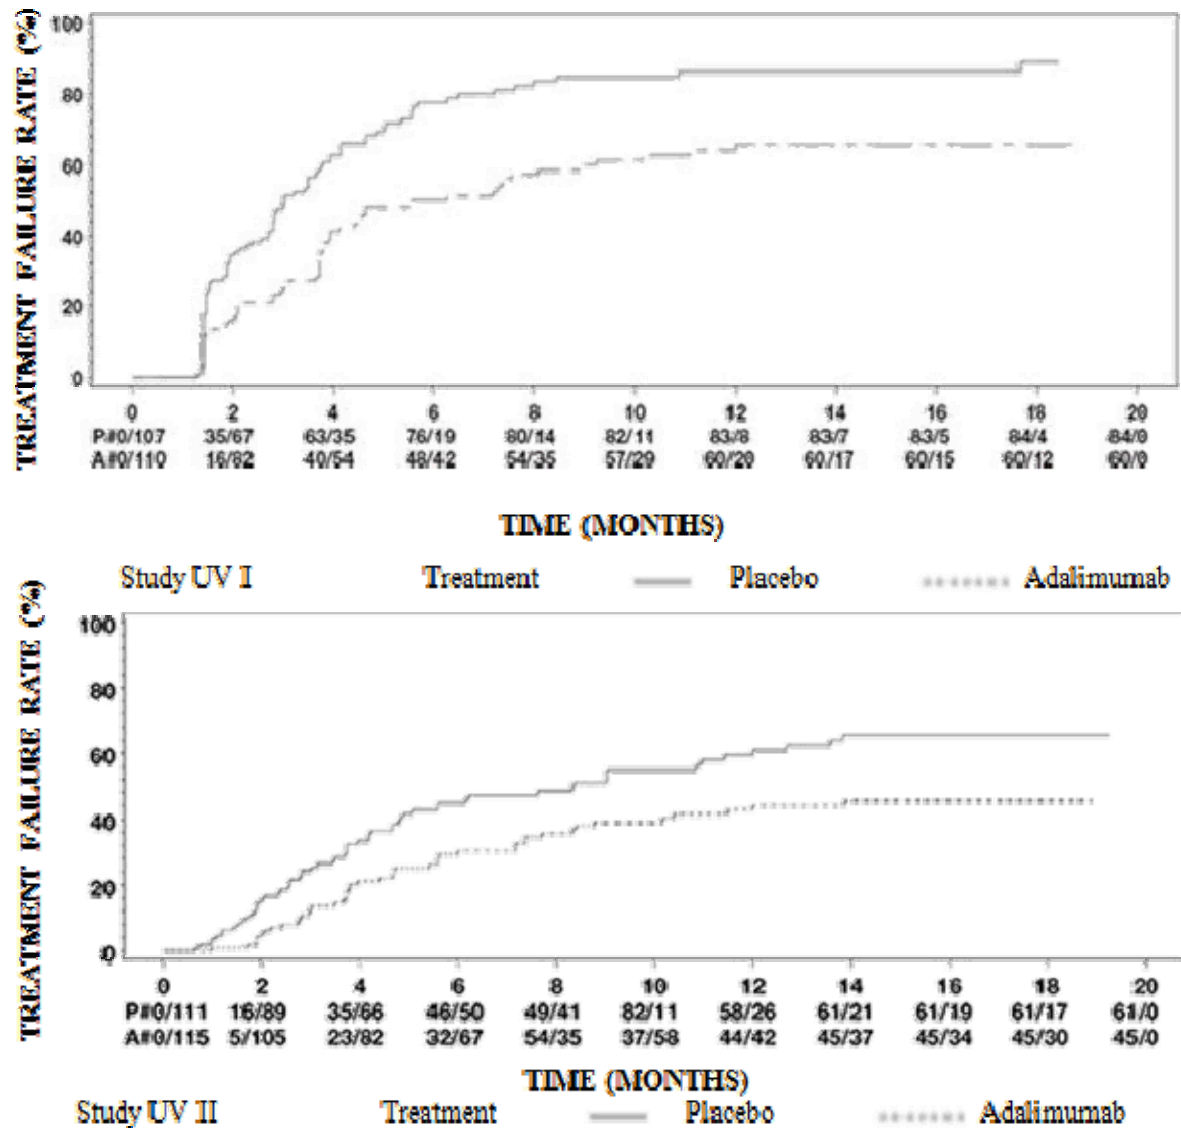 TREATMENT FAILURE RATE (%)
100
80
60
40
20
0
0 2 4 6 8 10 12 14 16 18 20
P#0/107 35/67 63/35 76/19 80/14 82/11 83/8 83/7 83/5 84/4 84/0
A#0/110 16/82 40/54 48/42 54/35 57/29 60/20 60/17 60/15 60/12 60/0
TIME (MONTHS)
Study UV I Treatment Placebo Adalimumab
TREATMENT FAILURE RATE (%)
100
80
60
40
20
0
0 2 4 6 8 10 12 14 16 18 20
P#0/111 16/89 35/66 46/50 49/41 82/11 58/26 61/21 61/19 61/17 61/0
A#0/115 5/105 23/82 32/67 54/35 37/58 44/42 45/37 45/34 45/30 45/0
TIME (MONTHS)
Study UV II Treatment Placebo Adalimumab